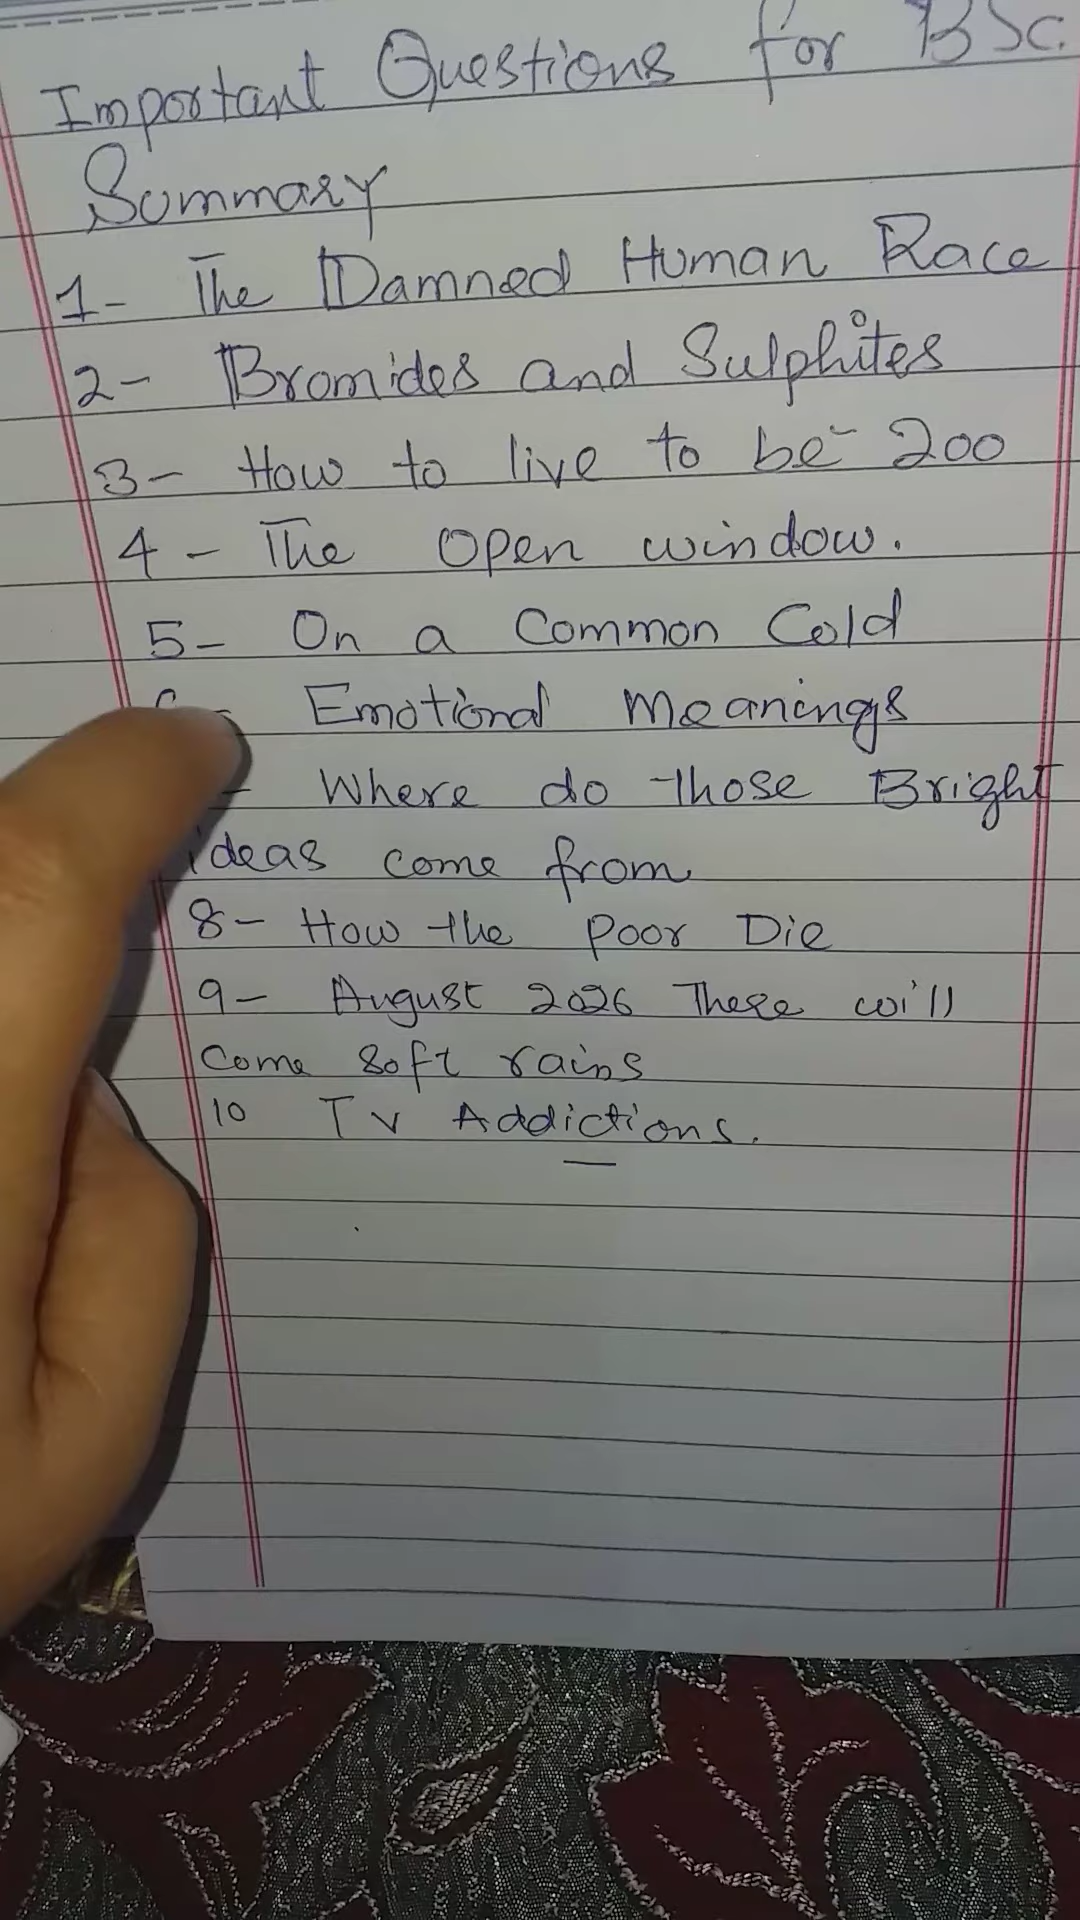 Important Questions for BSc.
Summary
1- The Damned Human Race
2- Bromides and Sulphites
3- How to live to be 200
4- The Open window.
5- On a Common Cold
Emotional Meanings
Where do those Bright
ideas come from
8- How the Poor Die
9- August 2026 There will
Come soft rains
10 TV Addictions.